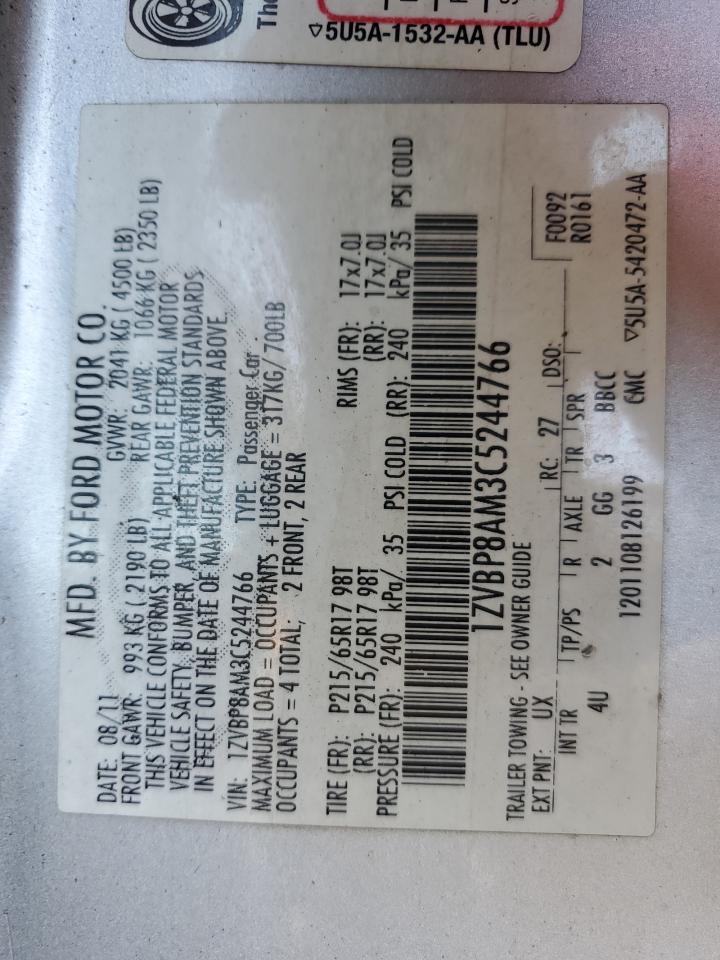 The
▽5U5A-1532-AA (TLU)
MFD. BY FORD MOTOR CO.
DATE: 08/11 GVWR: 2041 KG ( 4500 LB)
FRONT GAWR: 993 KG ( 2190 LB) REAR GAWR: 1066 KG ( 2350 LB)
THIS VEHICLE CONFORMS TO ALL APPLICABLE FEDERAL MOTOR
VEHICLE SAFETY, BUMPER, AND THEFT PREVENTION STANDARDS
IN EFFECT ON THE DATE OF MANUFACTURE SHOWN ABOVE.
VIN: 1ZVBP8AM3C5244766 TYPE: Passenger Car
MAXIMUM LOAD = OCCUPANTS + LUGGAGE = 317KG/ 700LB
OCCUPANTS = 4 TOTAL, 2 FRONT, 2 REAR
TIRE (FR): P215/65R17 98T RIMS (FR): 17x7.0J
(RR): P215/65R17 98T (RR): 17x7.0J
PRESSURE (FR): 240 kPa/ 35 PSI COLD (RR): 240 kPa/ 35 PSI COLD
1ZVBP8AM3C5244766
TRAILER TOWING - SEE OWNER GUIDE
EXT PNT: UX RC: 27 DSO: F0092
R0161
INT TR TP/PS R AXLE TR SPR
4U 2 GG 3 BBCC
1201108126199 GMC ▽5U5A-5420472-AA